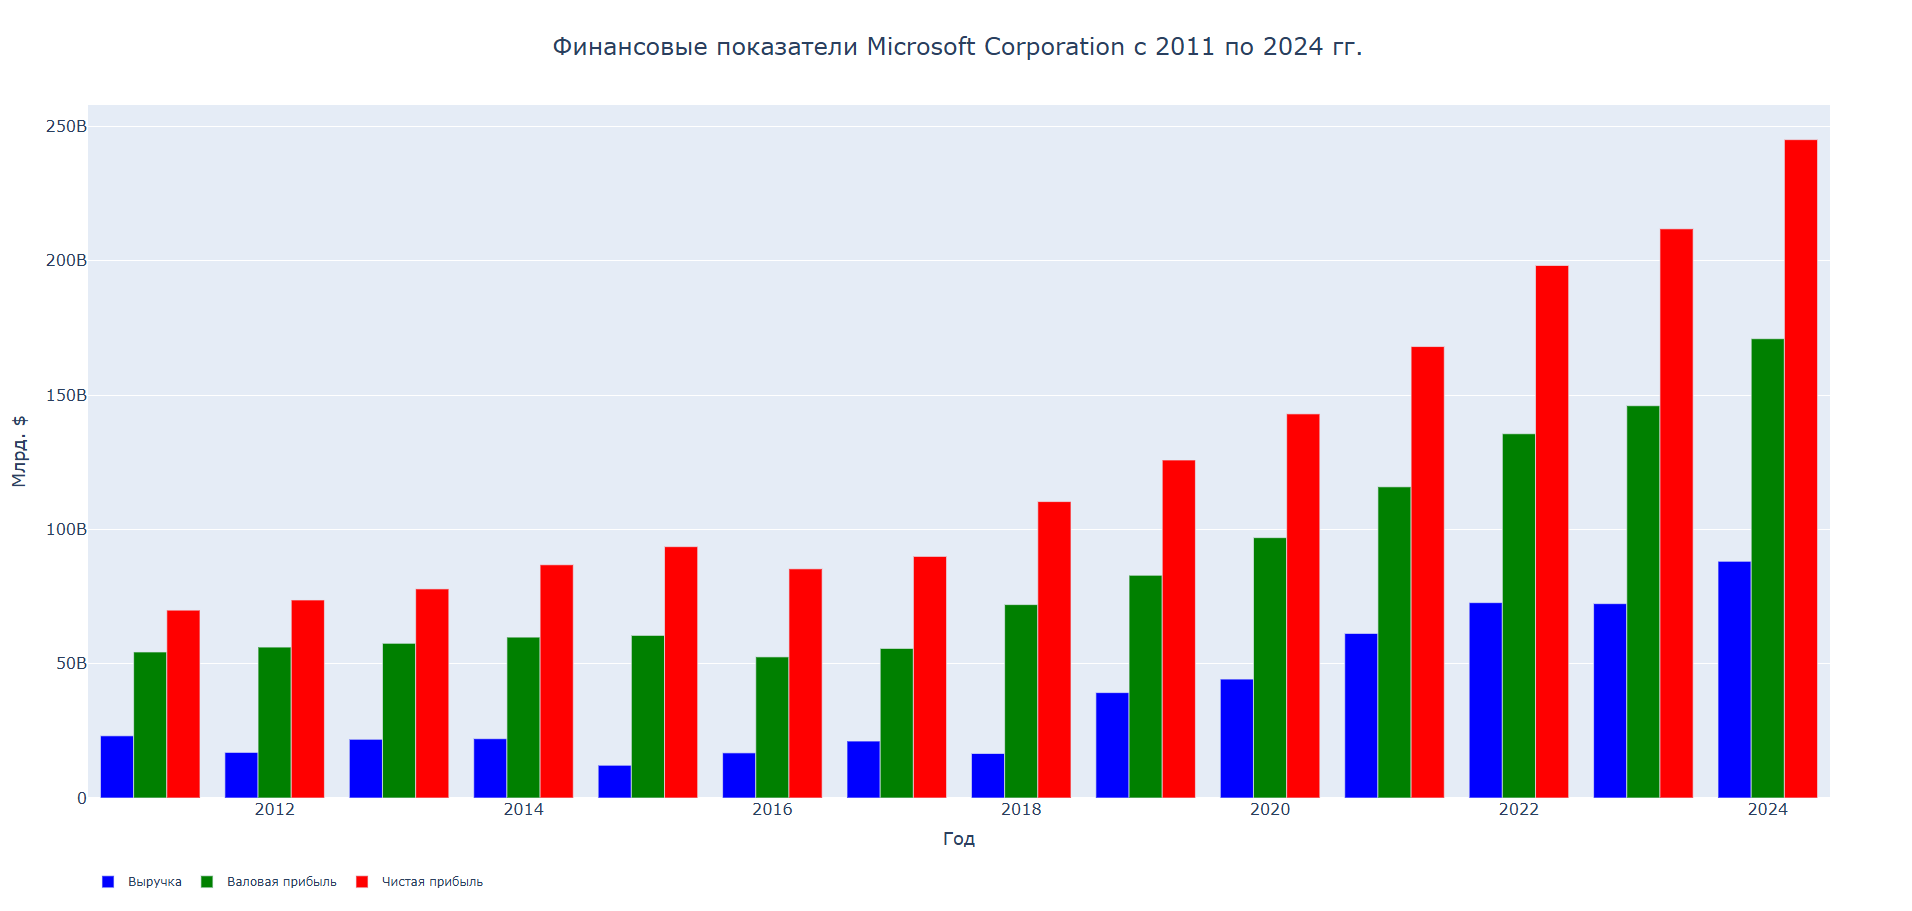 Финансовые показатели Microsoft Corporation с 2011 по 2024 гг.
250B
200B
150B
100B
50B
0
Млрд. $
2012 2014 2016 2018 2020 2022 2024
Год
Выручка Валовая прибыль Чистая прибыль